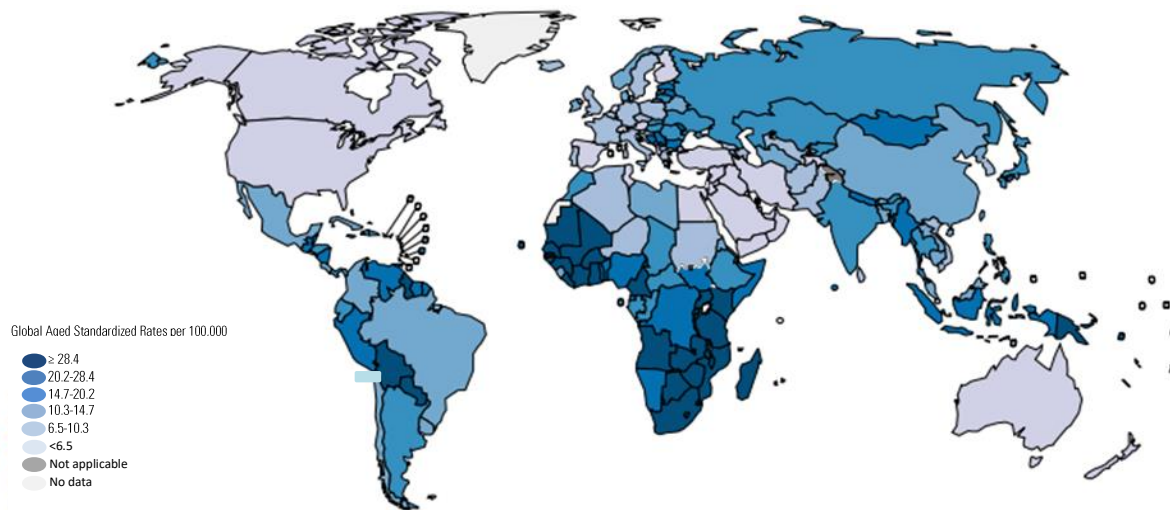 Global Aged Standardized Rates per 100.000
≥ 28.4
20.2-28.4
14.7-20.2
10.3-14.7
6.5-10.3
<6.5
Not applicable
No data